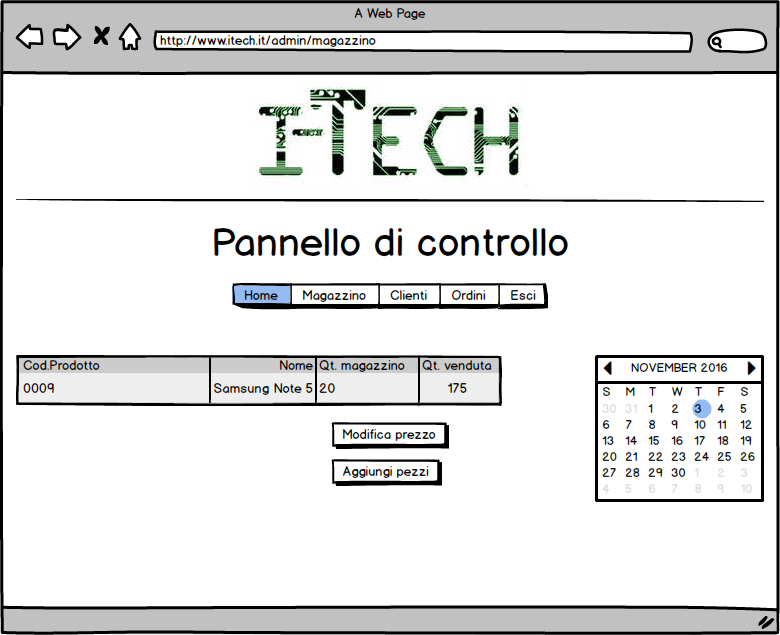 A Web Page
http://www.itech.it/admin/magazzino
I-TECH
Pannello di controllo
Home Magazzino Clienti Ordini Esci
Cod.Prodotto Nome Qt. magazzino Qt. venduta
0009 Samsung Note 5 20 175
Modifica prezzo
Aggiungi pezzi
NOVEMBER 2016
S M T W T F S
30 31 1 2 3 4 5
6 7 8 9 10 11 12
13 14 15 16 17 18 19
20 21 22 23 24 25 26
27 28 29 30 1 2 3
4 5 6 7 8 9 10